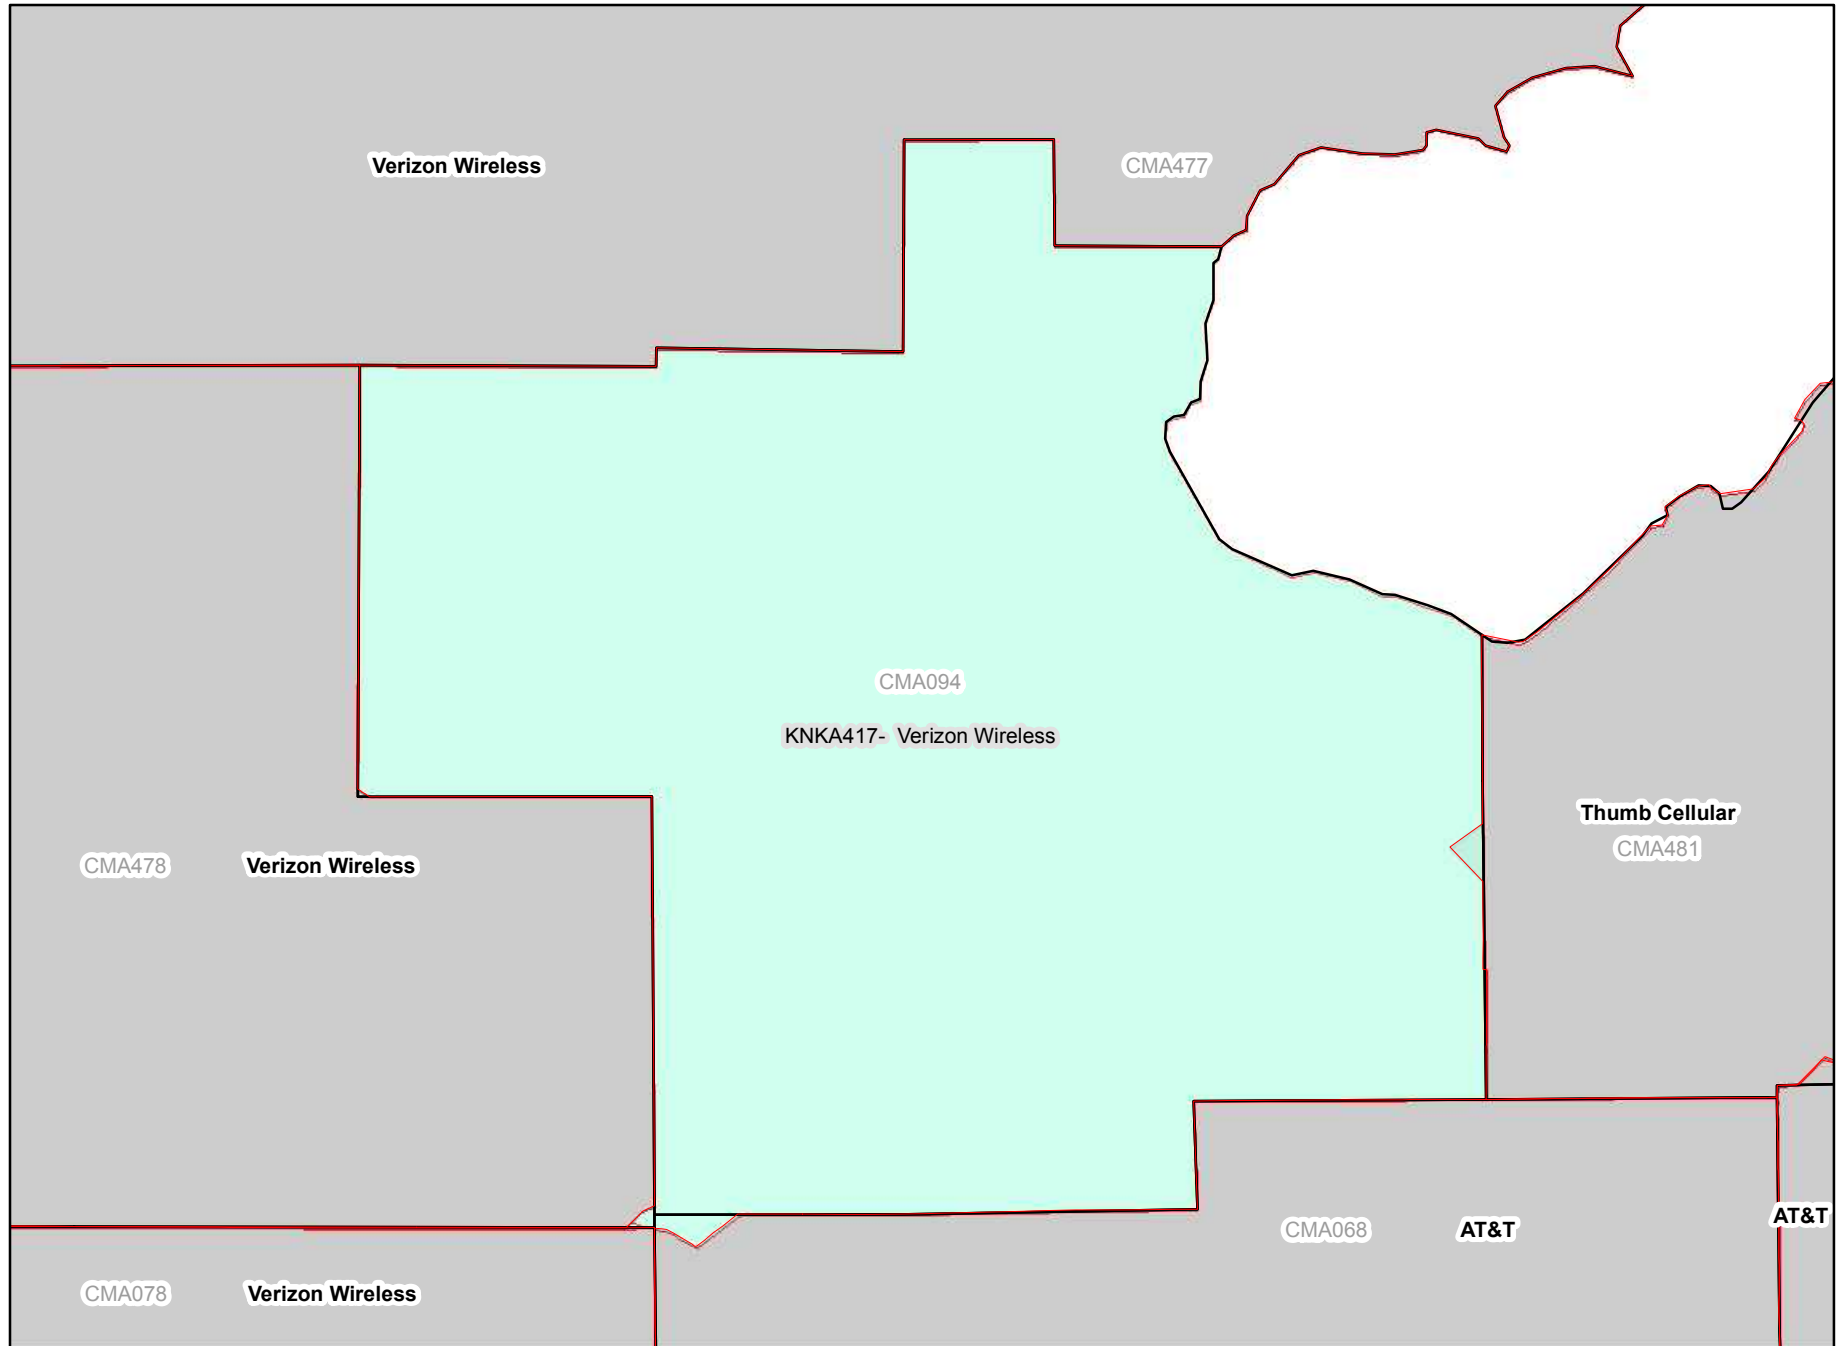 Verizon Wireless
CMA477
CMA094
KNKA417- Verizon Wireless
Thumb Cellular
CMA481
CMA478
Verizon Wireless
AT&T
CMA068
AT&T
CMA078
Verizon Wireless